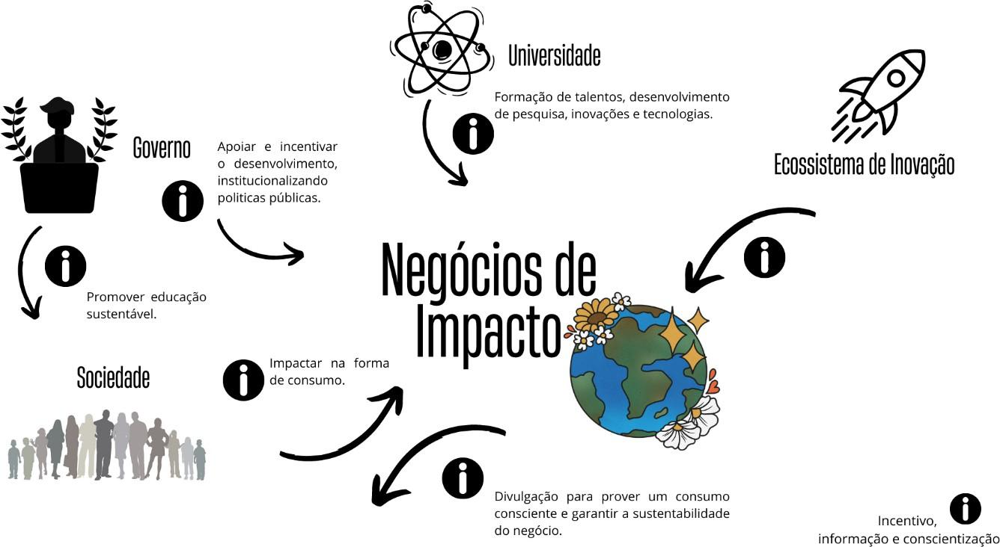 Universidade
Formação de talentos, desenvolvimento
de pesquisa, inovações e tecnologias.
Governo
Apoiar e incentivar
o desenvolvimento,
institucionalizando
politicas públicas.
Ecossistema de Inovação
Promover educação
sustentável.
Negócios de
Impacto
Sociedade
Impactar na forma
de consumo.
Divulgação para prover um consumo
consciente e garantir a sustentabilidade
do negócio.
Incentivo,
informação e conscientização